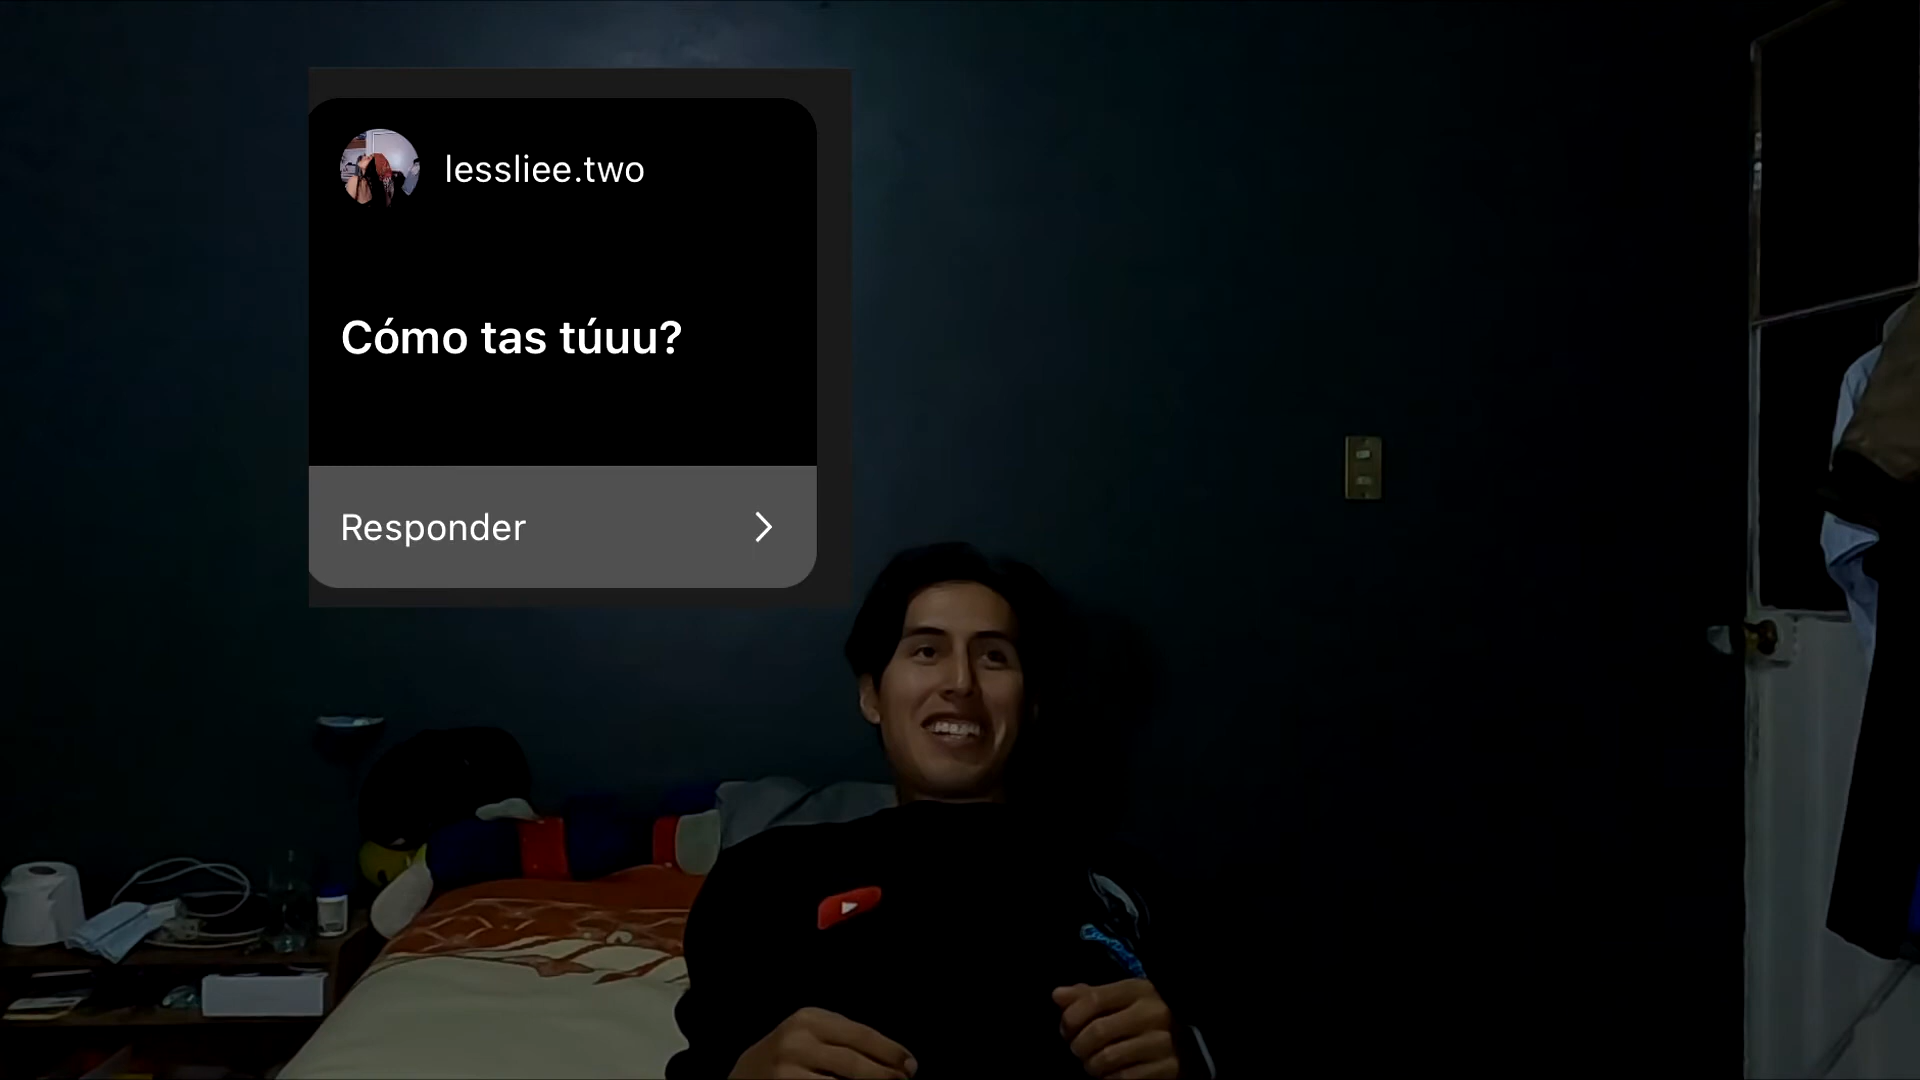 lessliee.two
Cómo tas túuu?
Responder